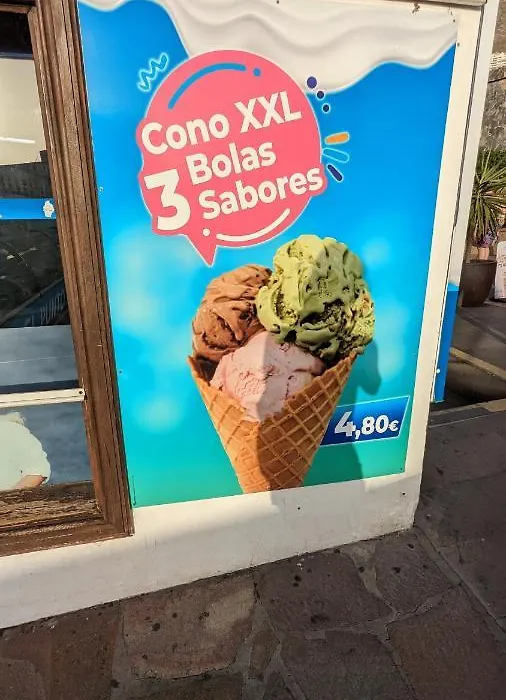 Cono XXL
3 Bolas
Sabores
4,80€